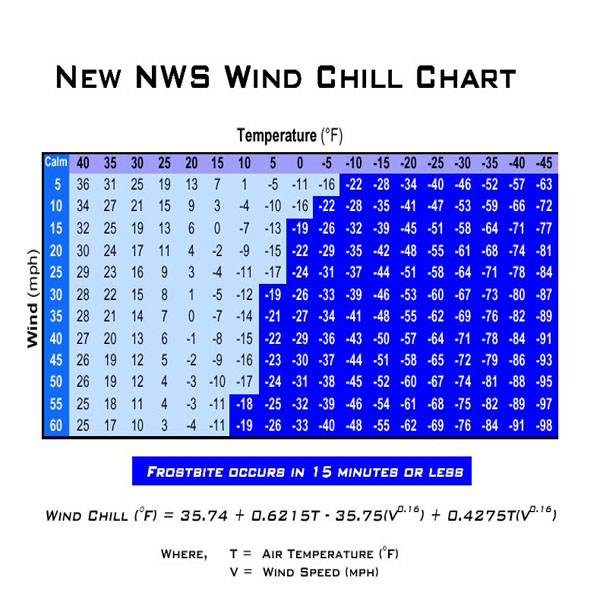 New NWS Wind Chill Chart
Temperature (°F)
Calm 40 35 30 25 20 15 10 5 0 -5 -10 -15 -20 -25 -30 -35 -40 -45
5 36 31 25 19 13 7 1 -5 -11 -16 -22 -28 -34 -40 -46 -52 -57 -63
10 34 27 21 15 9 3 -4 -10 -16 -22 -28 -35 -41 -47 -53 -59 -66 -72
15 32 25 19 13 6 0 -7 -13 -19 -26 -32 -39 -45 -51 -58 -64 -71 -77
20 30 24 17 11 4 -2 -9 -15 -22 -29 -35 -42 -48 -55 -61 -68 -74 -81
25 29 23 16 9 3 -4 -11 -17 -24 -31 -37 -44 -51 -58 -64 -71 -78 -84
30 28 22 15 8 1 -5 -12 -19 -26 -33 -39 -46 -53 -60 -67 -73 -80 -87
35 28 21 14 7 0 -7 -14 -21 -27 -34 -41 -48 -55 -62 -69 -76 -82 -89
40 27 20 13 6 -1 -8 -15 -22 -29 -36 -43 -50 -57 -64 -71 -78 -84 -91
45 26 19 12 5 -2 -9 -16 -23 -30 -37 -44 -51 -58 -65 -72 -79 -86 -93
50 26 19 12 4 -3 -10 -17 -24 -31 -38 -45 -52 -60 -67 -74 -81 -88 -95
55 25 18 11 4 -3 -11 -18 -25 -32 -39 -46 -54 -61 -68 -75 -82 -89 -97
60 25 17 10 3 -4 -11 -19 -26 -33 -40 -48 -55 -62 -69 -76 -84 -91 -98
Wind (mph)
Frostbite occurs in 15 minutes or less
Wind Chill (°F) = 35.74 + 0.6215T - 35.75(V^0.16) + 0.4275T(V^0.16)
Where, T = Air Temperature (°F)
V = Wind Speed (mph)